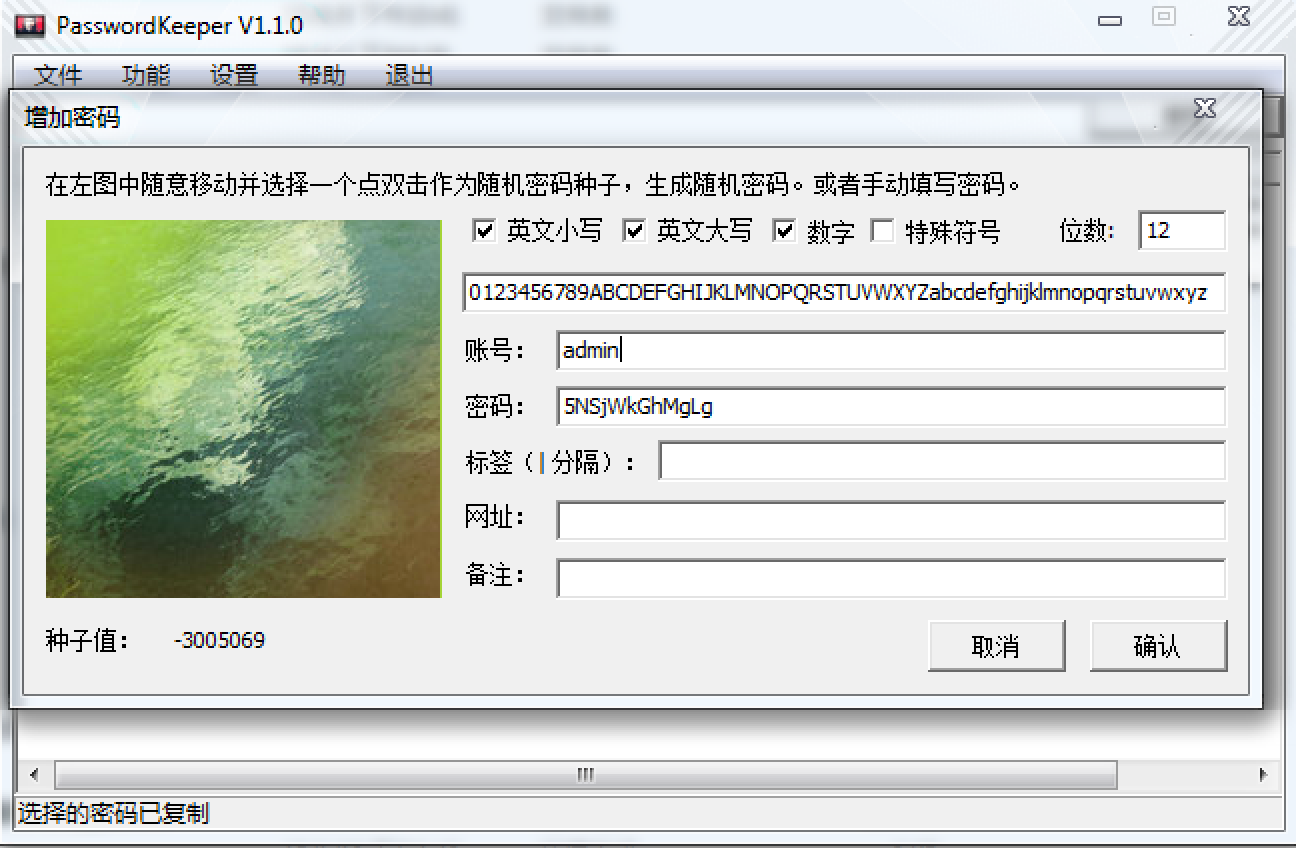 PasswordKeeper V1.1.0
文件 功能 设置 帮助 退出
增加密码
在左图中随意移动并选择一个点双击作为随机密码种子，生成随机密码。或者手动填写密码。
英文小写 英文大写 数字 特殊符号 位数: 12
0123456789ABCDEFGHIJKLMNOPQRSTUVWXYZabcdefghijklmnopqrstuvwxyz
账号: admin
密码: 5NSjWkGhMgLg
标签（|分隔）:
网址:
备注:
种子值: -3005069
取消 确认
选择的密码已复制